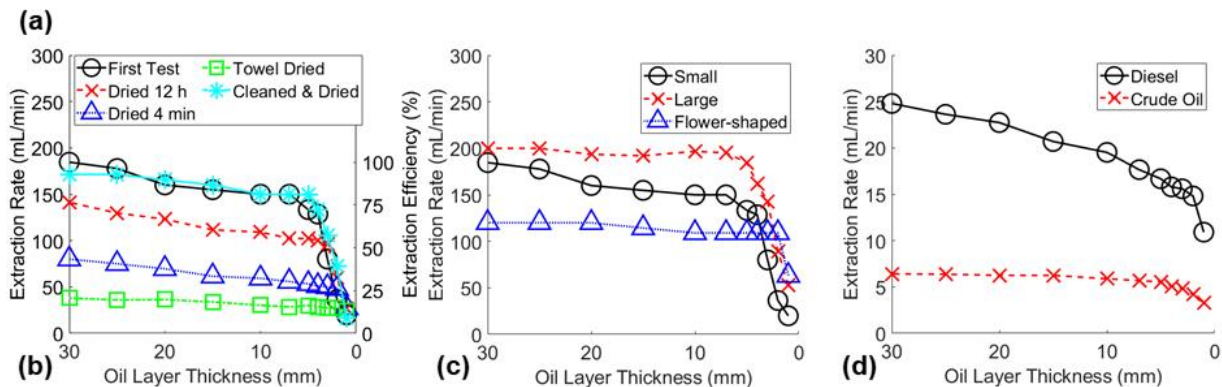 (a)
300
250
200
150
100
50
0
Extraction Rate (mL/min)
First Test
Dried 12 h
Dried 4 min
Towel Dried
Cleaned & Dried
100
75
50
25
0
Extraction Efficiency (%)
30
20
10
0
Oil Layer Thickness (mm)
(b)
300
250
200
150
100
50
0
Extraction Rate (mL/min)
Small
Large
Flower-shaped
30
20
10
0
Oil Layer Thickness (mm)
(c)
30
25
20
15
10
5
0
Extraction Rate (mL/min)
Diesel
Crude Oil
30
20
10
0
Oil Layer Thickness (mm)
(d)